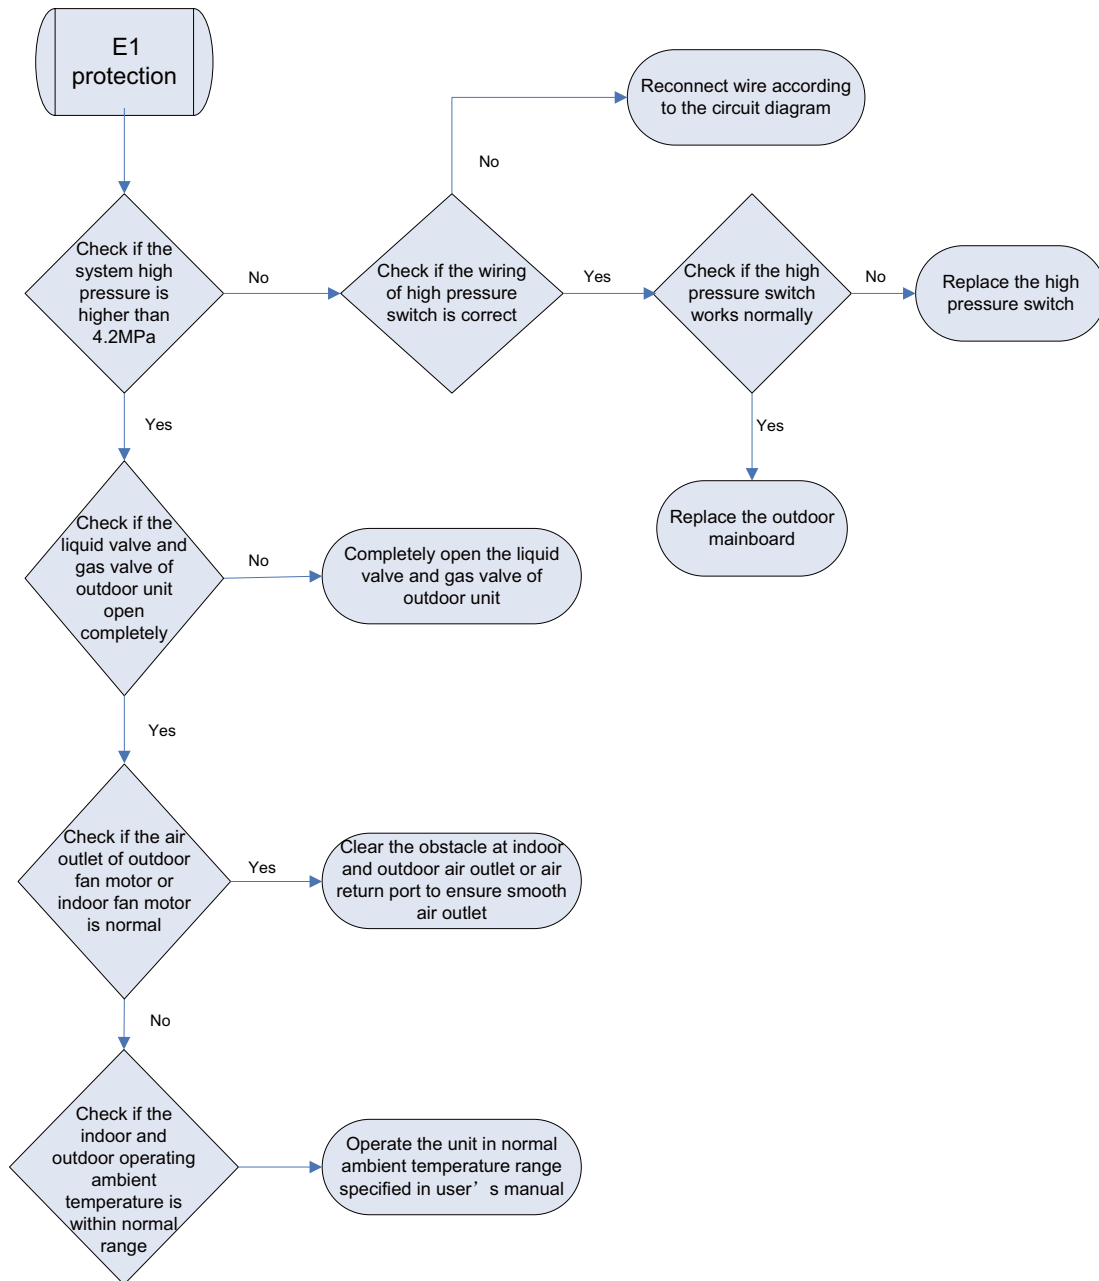 E1
protection
Reconnect wire according
to the circuit diagram
No
Check if the
system high
pressure is
higher than
4.2MPa
No
Check if the wiring
of high pressure
switch is correct
Yes
Check if the high
pressure switch
works normally
No
Replace the high
pressure switch
Yes
Yes
Replace the outdoor
mainboard
Check if the
liquid valve and
gas valve of
outdoor unit
open
completely
No
Completely open the liquid
valve and gas valve of
outdoor unit
Yes
Check if the air
outlet of outdoor
fan motor or
indoor fan motor
is normal
Yes
Clear the obstacle at indoor
and outdoor air outlet or air
return port to ensure smooth
air outlet
No
Check if the
indoor and
outdoor operating
ambient
temperature is
within normal
range
Operate the unit in normal
ambient temperature range
specified in user’s manual